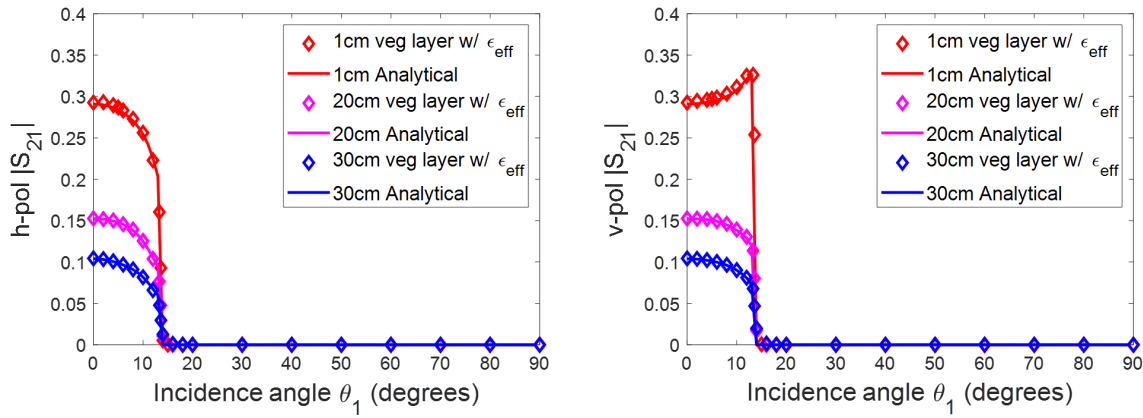 h-pol |S21|
0.4
0.35
0.3
0.25
0.2
0.15
0.1
0.05
0
1cm veg layer w/ ϵeff
1cm Analytical
20cm veg layer w/ ϵeff
20cm Analytical
30cm veg layer w/ ϵeff
30cm Analytical
0 10 20 30 40 50 60 70 80 90
Incidence angle θ1 (degrees)
v-pol |S21|
0.4
0.35
0.3
0.25
0.2
0.15
0.1
0.05
0
1cm veg layer w/ ϵeff
1cm Analytical
20cm veg layer w/ ϵeff
20cm Analytical
30cm veg layer w/ ϵeff
30cm Analytical
0 10 20 30 40 50 60 70 80 90
Incidence angle θ1 (degrees)